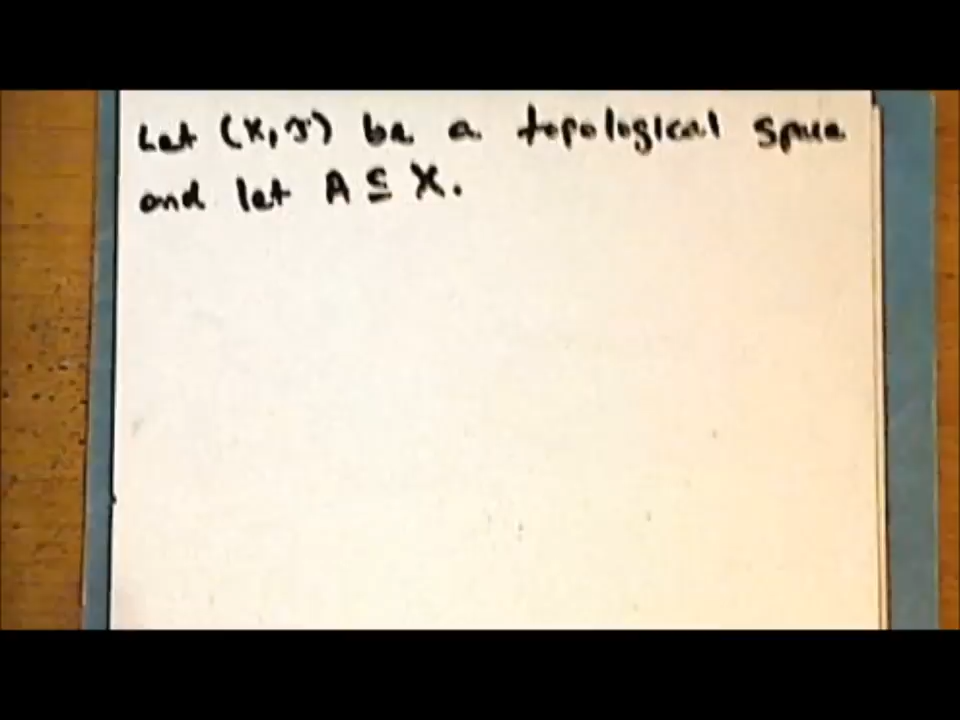 Let (X, τ) be a topological space
and let A ⊆ X.